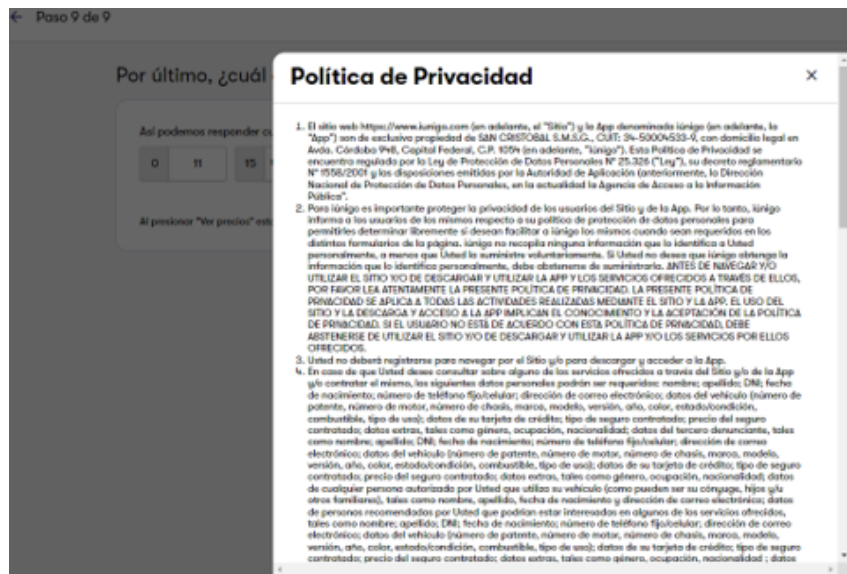 ← Paso 9 de 9
Por último, ¿cuál
Así podemos responder cu
0 11 15
Al presionar "Ver precios" esta
Política de Privacidad ×
1. El sitio web https://www.iunigo.com (en adelante, el "Sitio") y la App denominada iúnigo (en adelante, la
"App") son de exclusiva propiedad de SAN CRISTOBAL S.M.S.G., CUIT: 34-50004533-9, con domicilio legal en
Avda. Córdoba 948, Capital Federal, C.P. 1054 (en adelante, "iúnigo"). Esta Política de Privacidad se
encuentra regulada por la Ley de Protección de Datos Personales Nº 25.326 ("Ley"), su decreto reglamentario
Nº 1558/2001 y las disposiciones emitidas por la Autoridad de Aplicación (anteriormente, la Dirección
Nacional de Protección de Datos Personales, en la actualidad la Agencia de Acceso a la Información
Pública".
2. Para iúnigo es importante proteger la privacidad de los usuarios del Sitio y de la App. Por lo tanto, iúnigo
informa a los usuarios de los mismos respecto a su política de protección de datos personales para
permitirles determinar libremente si desean facilitar a iúnigo los mismos cuando sean requeridos en los
distintos formularios de la página. iúnigo no recopila ninguna información que lo identifica a Usted
personalmente, a menos que Usted la suministre voluntariamente. Si Usted no desea que iúnigo obtenga la
información que lo identifica personalmente, debe abstenerse de suministrarla. ANTES DE NAVEGAR Y/O
UTILIZAR EL SITIO Y/O DE DESCARGAR Y UTILIZAR LA APP Y LOS SERVICIOS OFRECIDOS A TRAVÉS DE ELLOS,
POR FAVOR LEA ATENTAMENTE LA PRESENTE POLÍTICA DE PRIVACIDAD. LA PRESENTE POLÍTICA DE
PRIVACIDAD SE APLICA A TODAS LAS ACTIVIDADES REALIZADAS MEDIANTE EL SITIO Y LA APP. EL USO DEL
SITIO Y LA DESCARGA Y ACCESO A LA APP IMPLICAN EL CONOCIMIENTO Y LA ACEPTACIÓN DE LA POLÍTICA
DE PRIVACIDAD. SI EL USUARIO NO ESTÁ DE ACUERDO CON ESTA POLÍTICA DE PRIVACIDAD, DEBE
ABSTENERSE DE UTILIZAR EL SITIO Y/O DE DESCARGAR Y UTILIZAR LA APP Y/O LOS SERVICIOS POR ELLOS
OFRECIDOS.
3. Usted no deberá registrarse para navegar por el Sitio y/o para descargar y acceder a la App.
4. En caso de que Usted desee consultar sobre alguno de los servicios ofrecidos a través del Sitio y/o de la App
y/o contratar el mismo, los siguientes datos personales podrán ser requeridos: nombre; apellido; DNI; fecha
de nacimiento; número de teléfono fijo/celular; dirección de correo electrónico; datos del vehículo (número de
patente, número de motor, número de chasis, marca, modelo, versión, año, color, estado/condición,
combustible, tipo de uso); datos de su tarjeta de crédito; tipo de seguro contratado; precio del seguro
contratado; datos extras, tales como género, ocupación, nacionalidad; datos del tercero denunciante, tales
como nombre; apellido; DNI; fecha de nacimiento; número de teléfono fijo/celular; dirección de correo
electrónico; datos del vehículo (número de patente, número de motor, número de chasis, marca, modelo,
versión, año, color, estado/condición, combustible, tipo de uso); datos de su tarjeta de crédito; tipo de seguro
contratado; precio del seguro contratado; datos extras, tales como género, ocupación, nacionalidad; datos
de cualquier persona autorizada por Usted que utilice su vehículo (como pueden ser su cónyuge, hijos y/u
otros familiares), tales como nombre, apellido, fecha de nacimiento y dirección de correo electrónico; datos
de personas recomendadas por Usted que podrían estar interesadas en algunos de los servicios ofrecidos,
tales como nombre; apellido; DNI; fecha de nacimiento; número de teléfono fijo/celular; dirección de correo
electrónico; datos del vehículo (número de patente, número de motor, número de chasis, marca, modelo,
versión, año, color, estado/condición, combustible, tipo de uso); datos de su tarjeta de crédito; tipo de seguro
contratado; precio del seguro contratado; datos extras, tales como género, ocupación, nacionalidad ; datos